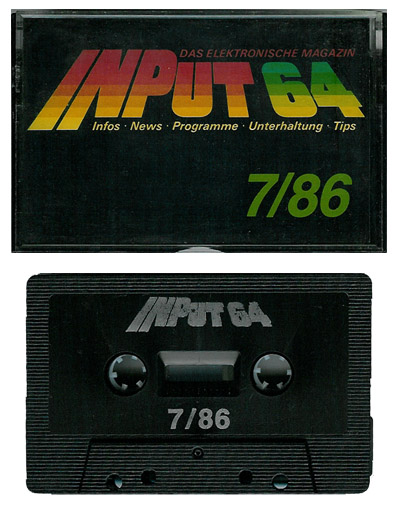 DAS ELEKTRONISCHE MAGAZIN
INPUT 64
Infos · News · Programme · Unterhaltung · Tips
7/86
INPUT 64
7/86